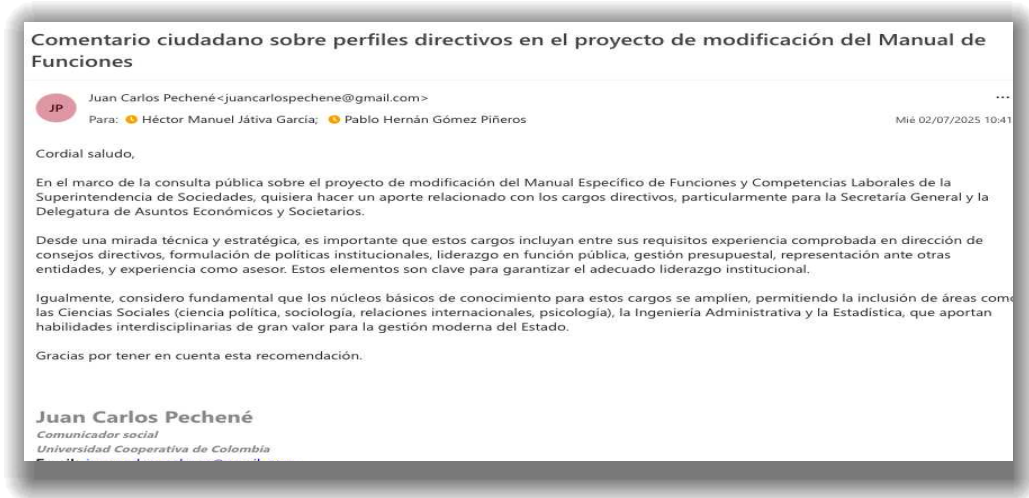 Comentario ciudadano sobre perfiles directivos en el proyecto de modificación del Manual de
Funciones
JP
Juan Carlos Pechené<juancarlospechene@gmail.com>
...
Para: Héctor Manuel Játiva García; Pablo Hernán Gómez Piñeros
Mié 02/07/2025 10:41
Cordial saludo,
En el marco de la consulta pública sobre el proyecto de modificación del Manual Específico de Funciones y Competencias Laborales de la
Superintendencia de Sociedades, quisiera hacer un aporte relacionado con los cargos directivos, particularmente para la Secretaría General y la
Delegatura de Asuntos Económicos y Societarios.
Desde una mirada técnica y estratégica, es importante que estos cargos incluyan entre sus requisitos experiencia comprobada en dirección de
consejos directivos, formulación de políticas institucionales, liderazgo en función pública, gestión presupuestal, representación ante otras
entidades, y experiencia como asesor. Estos elementos son clave para garantizar el adecuado liderazgo institucional.
Igualmente, considero fundamental que los núcleos básicos de conocimiento para estos cargos se amplíen, permitiendo la inclusión de áreas como
las Ciencias Sociales (ciencia política, sociología, relaciones internacionales, psicología), la Ingeniería Administrativa y la Estadística, que aportan
habilidades interdisciplinarias de gran valor para la gestión moderna del Estado.
Gracias por tener en cuenta esta recomendación.
Juan Carlos Pechené
Comunicador social
Universidad Cooperativa de Colombia